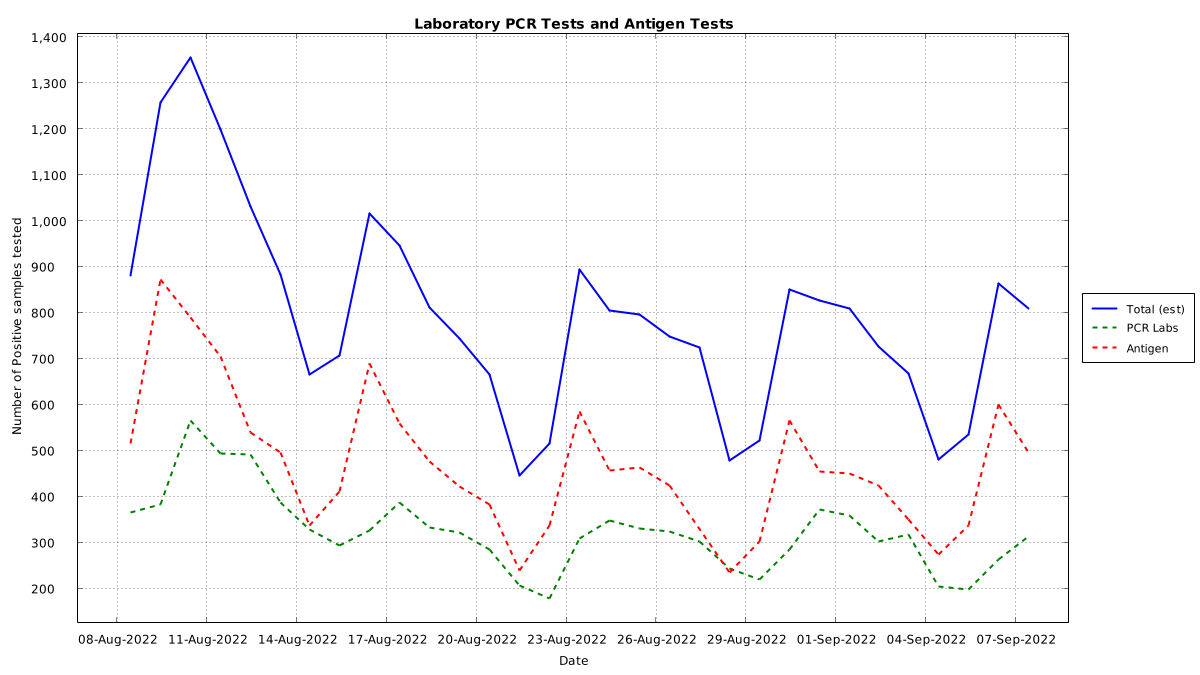 Laboratory PCR Tests and Antigen Tests
1,400
1,300
1,200
1,100
1,000
900
800
700
600
500
400
300
200
Number of Positive samples tested
08-Aug-2022 11-Aug-2022 14-Aug-2022 17-Aug-2022 20-Aug-2022 23-Aug-2022 26-Aug-2022 29-Aug-2022 01-Sep-2022 04-Sep-2022 07-Sep-2022
Date
Total (est)
PCR Labs
Antigen